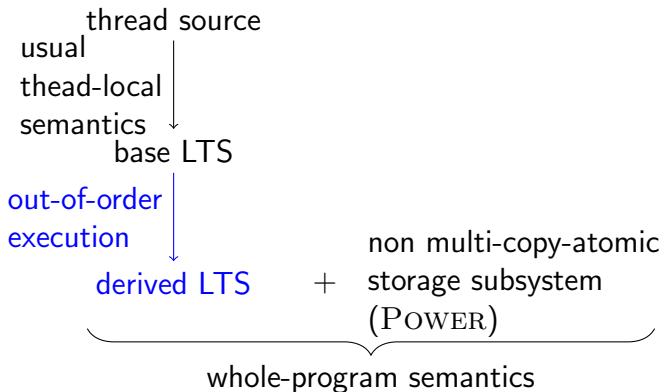 thread source
usual
thead-local
semantics
base LTS
out-of-order
execution
derived LTS
+
non multi-copy-atomic
storage subsystem
(POWER)
whole-program semantics